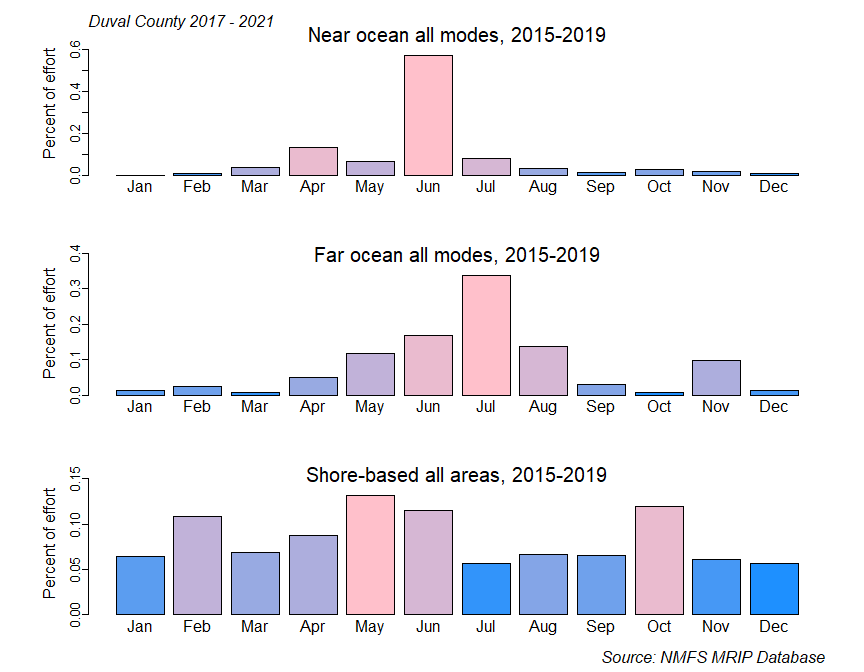 Duval County 2017 - 2021
Near ocean all modes, 2015-2019
Percent of effort
0.0 0.2 0.4 0.6
Jan Feb Mar Apr May Jun Jul Aug Sep Oct Nov Dec
Far ocean all modes, 2015-2019
Percent of effort
0.0 0.1 0.2 0.3 0.4
Jan Feb Mar Apr May Jun Jul Aug Sep Oct Nov Dec
Shore-based all areas, 2015-2019
Percent of effort
0.00 0.05 0.10 0.15
Jan Feb Mar Apr May Jun Jul Aug Sep Oct Nov Dec
Source: NMFS MRIP Database